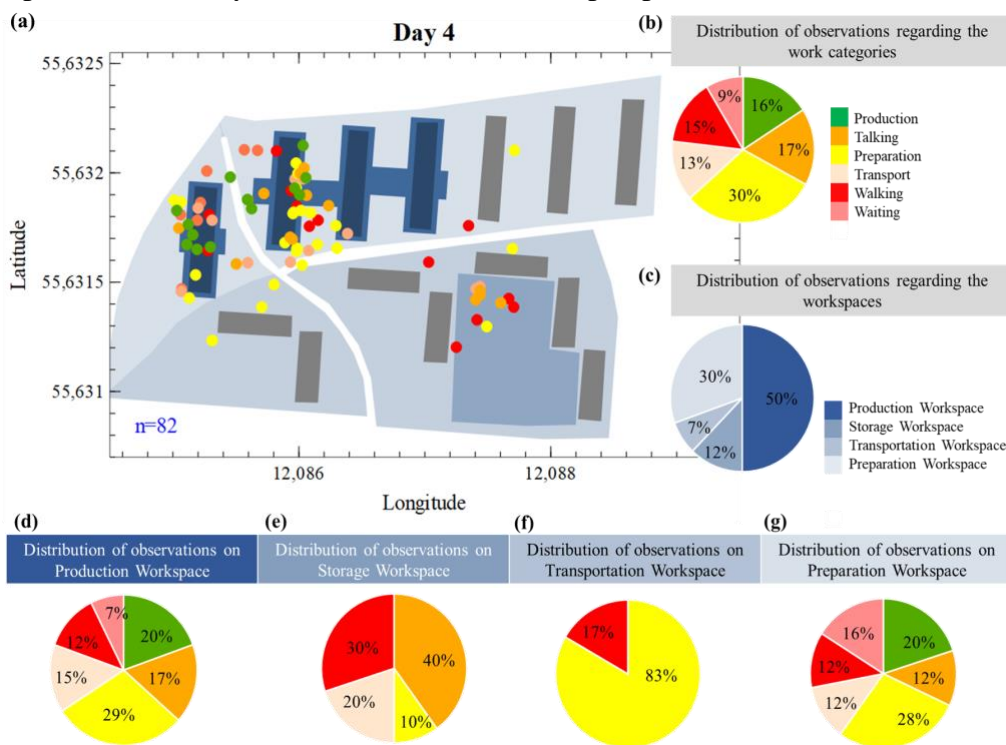 (a)
Day 4
55,6325
55,632
55,6315
55,631
Latitude
n=82
12,086
12,088
Longitude
(b)
Distribution of observations regarding the
work categories
9%
16%
15%
17%
13%
30%
Production
Talking
Preparation
Transport
Walking
Waiting
(c)
Distribution of observations regarding the
workspaces
30%
50%
7%
12%
Production Workspace
Storage Workspace
Transportation Workspace
Preparation Workspace
(d)
Distribution of observations on
Production Workspace
7%
12%
20%
15%
17%
29%
(e)
Distribution of observations on
Storage Workspace
30%
40%
20%
10%
(f)
Distribution of observations on
Transportation Workspace
17%
83%
(g)
Distribution of observations on
Preparation Workspace
16%
20%
12%
12%
12%
28%